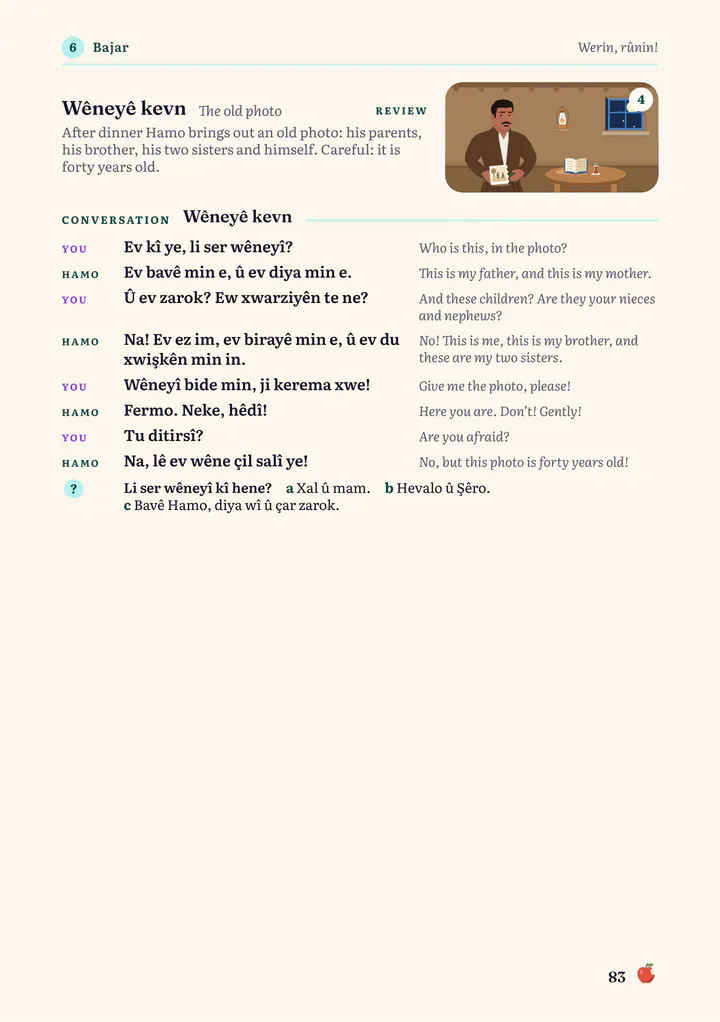 6 Bajar Werin, rûnin!
Wêneyê kevn The old photo REVIEW
4
After dinner Hamo brings out an old photo: his parents,
his brother, his two sisters and himself. Careful: it is
forty years old.
CONVERSATION Wêneyê kevn
YOU Ev kî ye, li ser wêneyî? Who is this, in the photo?
HAMO Ev bavê min e, û ev diya min e. This is my father, and this is my mother.
YOU Û ev zarok? Ew xwarziyên te ne? And these children? Are they your nieces
and nephews?
HAMO Na! Ev ez im, ev birayê min e, û ev du No! This is me, this is my brother, and
xwişkên min in. these are my two sisters.
YOU Wêneyî bide min, ji kerema xwe! Give me the photo, please!
HAMO Fermo. Neke, hêdî! Here you are. Don't! Gently!
YOU Tu ditirsî? Are you afraid?
HAMO Na, lê ev wêne çil salî ye! No, but this photo is forty years old!
? Li ser wêneyî kî hene? a Xal û mam. b Hevalo û Şêro.
c Bavê Hamo, diya wî û çar zarok.
83